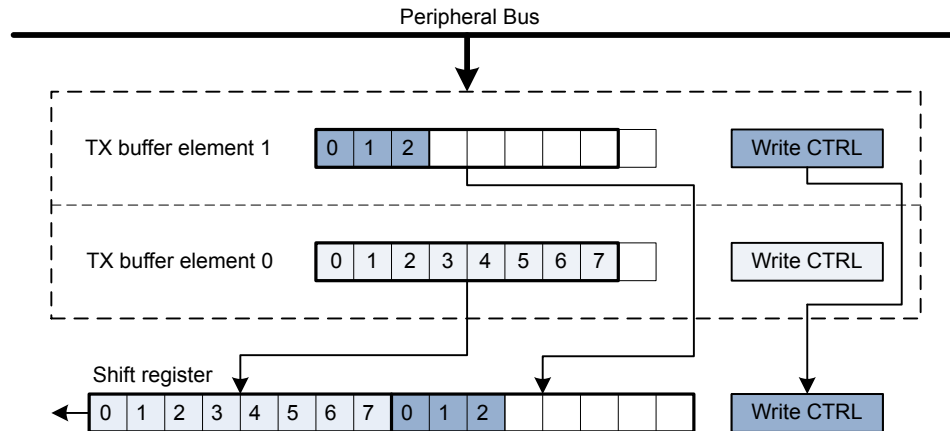 Peripheral Bus
TX buffer element 1 0 1 2 Write CTRL
TX buffer element 0 0 1 2 3 4 5 6 7 Write CTRL
Shift register
0 1 2 3 4 5 6 7 0 1 2 Write CTRL